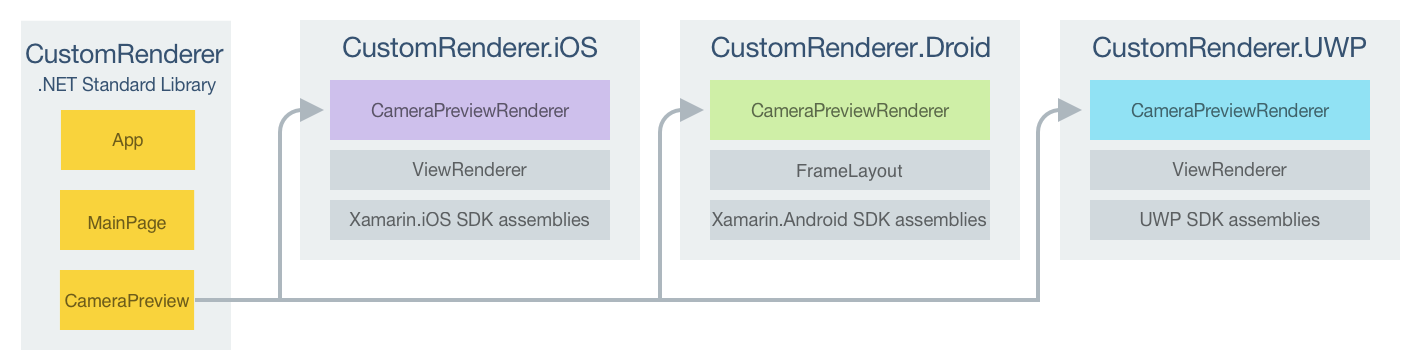 CustomRenderer
.NET Standard Library
App
MainPage
CameraPreview
CustomRenderer.iOS
CameraPreviewRenderer
ViewRenderer
Xamarin.iOS SDK assemblies
CustomRenderer.Droid
CameraPreviewRenderer
FrameLayout
Xamarin.Android SDK assemblies
CustomRenderer.UWP
CameraPreviewRenderer
ViewRenderer
UWP SDK assemblies